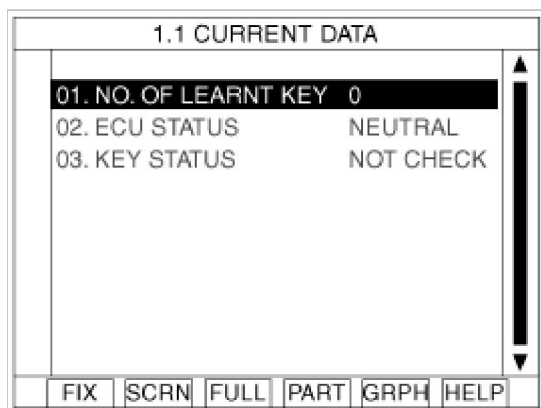 1.1 CURRENT DATA
01. NO. OF LEARNT KEY 0
02. ECU STATUS NEUTRAL
03. KEY STATUS NOT CHECK
FIX SCRN FULL PART GRPH HELP